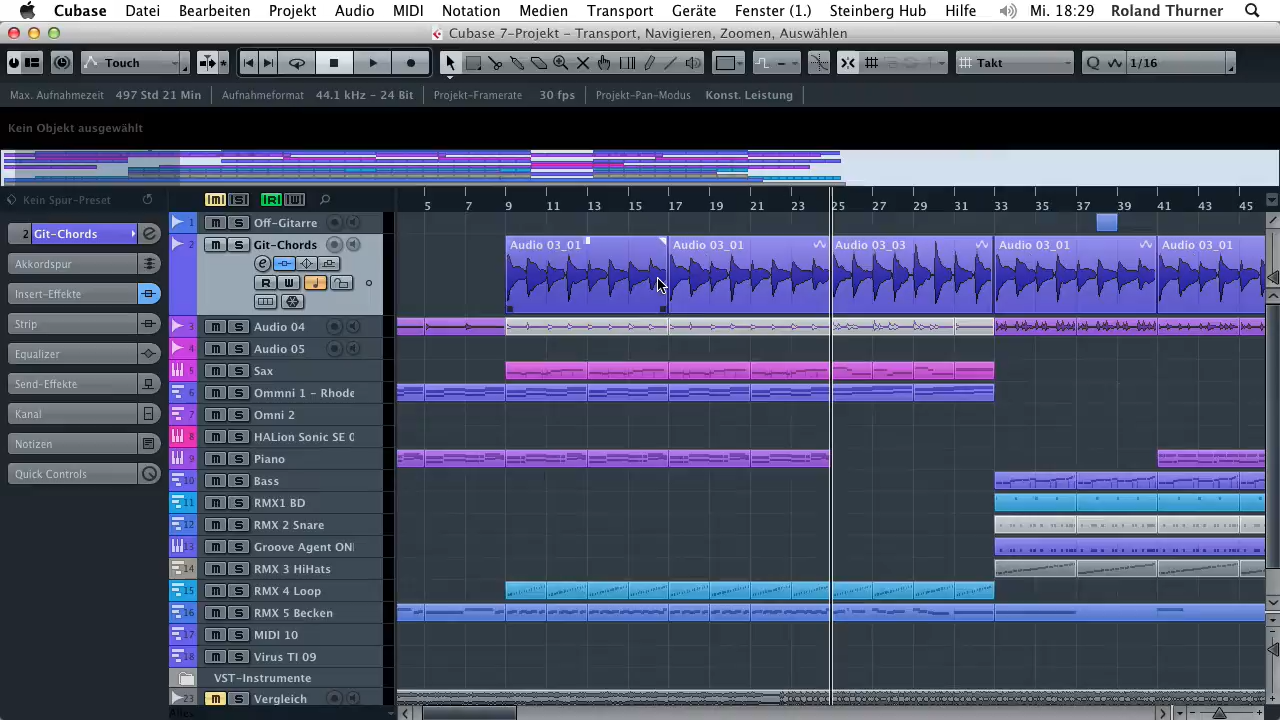 Cubase Datei Bearbeiten Projekt Audio MIDI Notation Medien Transport Geräte Fenster (1.) Steinberg Hub Hilfe Mi. 18:29 Roland Thurner
Cubase 7-Projekt – Transport, Navigieren, Zoomen, Auswählen
Touch Takt Q 1/16
Max. Aufnahmezeit 497 Std 21 Min Aufnahmeformat 44.1 kHz – 24 Bit Projekt-Framerate 30 fps Projekt-Pan-Modus Konst. Leistung
Kein Objekt ausgewählt
Kein Spur-Preset M S R W
5 7 9 11 13 15 17 19 21 23 25 27 29 31 33 35 37 39 41 43 45
1 m S Off-Gitarre
2 Git-Chords
2 m S Git-Chords
Audio 03_01 Audio 03_01 Audio 03_03 Audio 03_01 Audio 03_01
e
R W
Akkordspur
Insert-Effekte
Strip
Equalizer
Send-Effekte
Kanal
Notizen
Quick Controls
3 m S Audio 04
4 m S Audio 05
5 m S Sax
6 m S Ommni 1 – Rhode
7 m S Omni 2
8 m S HALion Sonic SE 0
9 m S Piano
10 m S Bass
11 m S RMX1 BD
12 m S RMX 2 Snare
13 m S Groove Agent ONE
14 m S RMX 3 HiHats
15 m S RMX 4 Loop
16 m S RMX 5 Becken
17 m S MIDI 10
18 m S Virus TI 09
VST-Instrumente
23 m S Vergleich